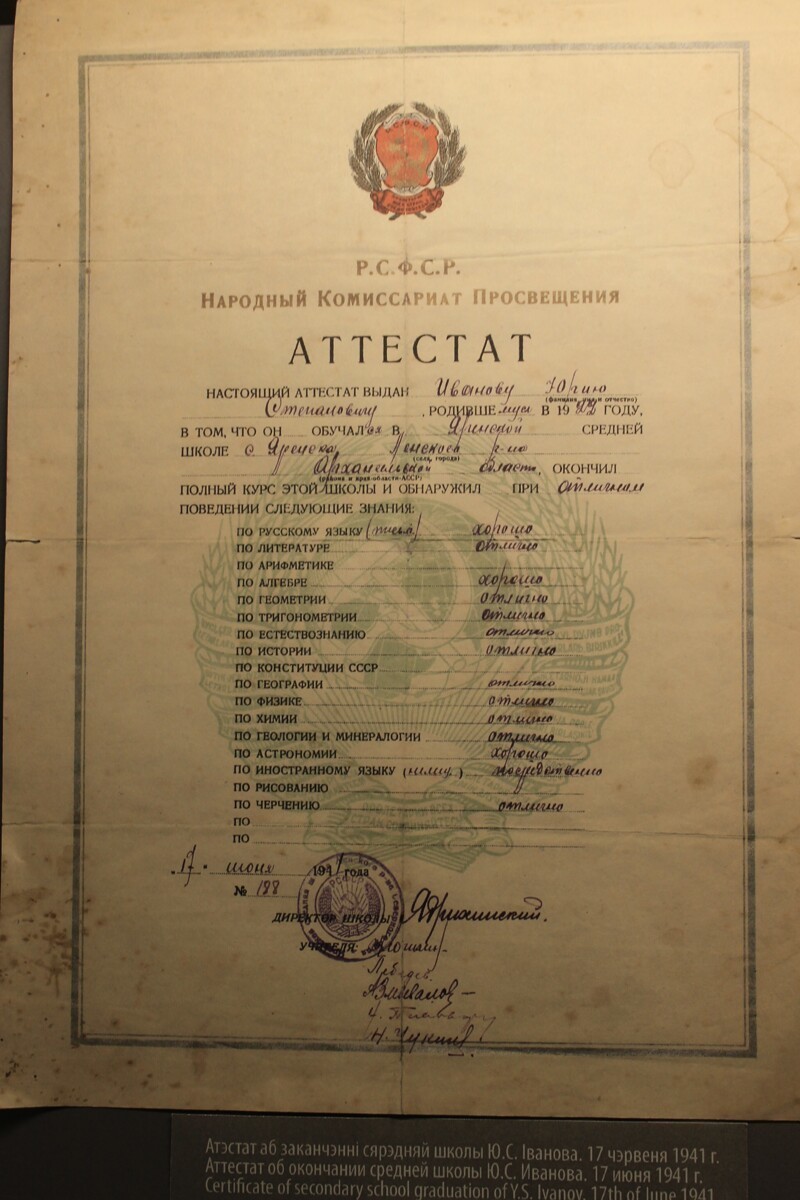 Р.С.Ф.С.Р.
НАРОДНЫЙ КОМИССАРИАТ ПРОСВЕЩЕНИЯ
АТТЕСТАТ
НАСТОЯЩИЙ АТТЕСТАТ ВЫДАН Иванову Юрию
(фамилия, имя и отчество)
Степановичу, РОДИВШЕмуся В 19 ГОДУ,
В ТОМ, ЧТО ОН ОБУЧАЛся В Яренской СРЕДНЕЙ
ШКОЛЕ с. Яренска, Ленского р-на
(села, города)
Архангельской области, ОКОНЧИЛ
(района и края-области-АССР)
ПОЛНЫЙ КУРС ЭТОЙ ШКОЛЫ И ОБНАРУЖИЛ ПРИ отличном
ПОВЕДЕНИИ СЛЕДУЮЩИЕ ЗНАНИЯ:
ПО РУССКОМУ ЯЗЫКУ (письм.) хорошо
ПО ЛИТЕРАТУРЕ отлично
ПО АРИФМЕТИКЕ
ПО АЛГЕБРЕ хорошо
ПО ГЕОМЕТРИИ отлично
ПО ТРИГОНОМЕТРИИ отлично
ПО ЕСТЕСТВОЗНАНИЮ отлично
ПО ИСТОРИИ отлично
ПО КОНСТИТУЦИИ СССР
ПО ГЕОГРАФИИ отлично
ПО ФИЗИКЕ отлично
ПО ХИМИИ отлично
ПО ГЕОЛОГИИ И МИНЕРАЛОГИИ отлично
ПО АСТРОНОМИИ хорошо
ПО ИНОСТРАННОМУ ЯЗЫКУ (немец.) посредственно
ПО РИСОВАНИЮ
ПО ЧЕРЧЕНИЮ отлично
ПО
ПО
17. июня 1941 года
№ 188
ДИРЕКТОР ШКОЛЫ
УЧИТЕЛЯ:
Атэстат аб заканчэнні сярэдняй школы Ю.С. Іванова. 17 чэрвеня 1941 г.
Аттестат об окончании средней школы Ю.С. Иванова. 17 июня 1941 г.
Certificate of secondary school graduation of Y.S. Ivanov. 17th of June, 1941